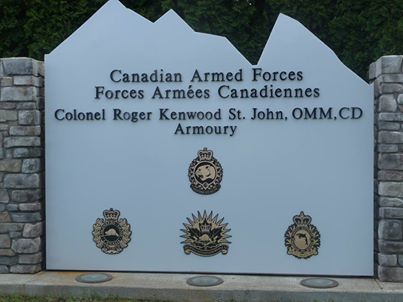 Canadian Armed Forces
Forces Armées Canadiennes
Colonel Roger Kenwood St. John, OMM, CD
Armoury